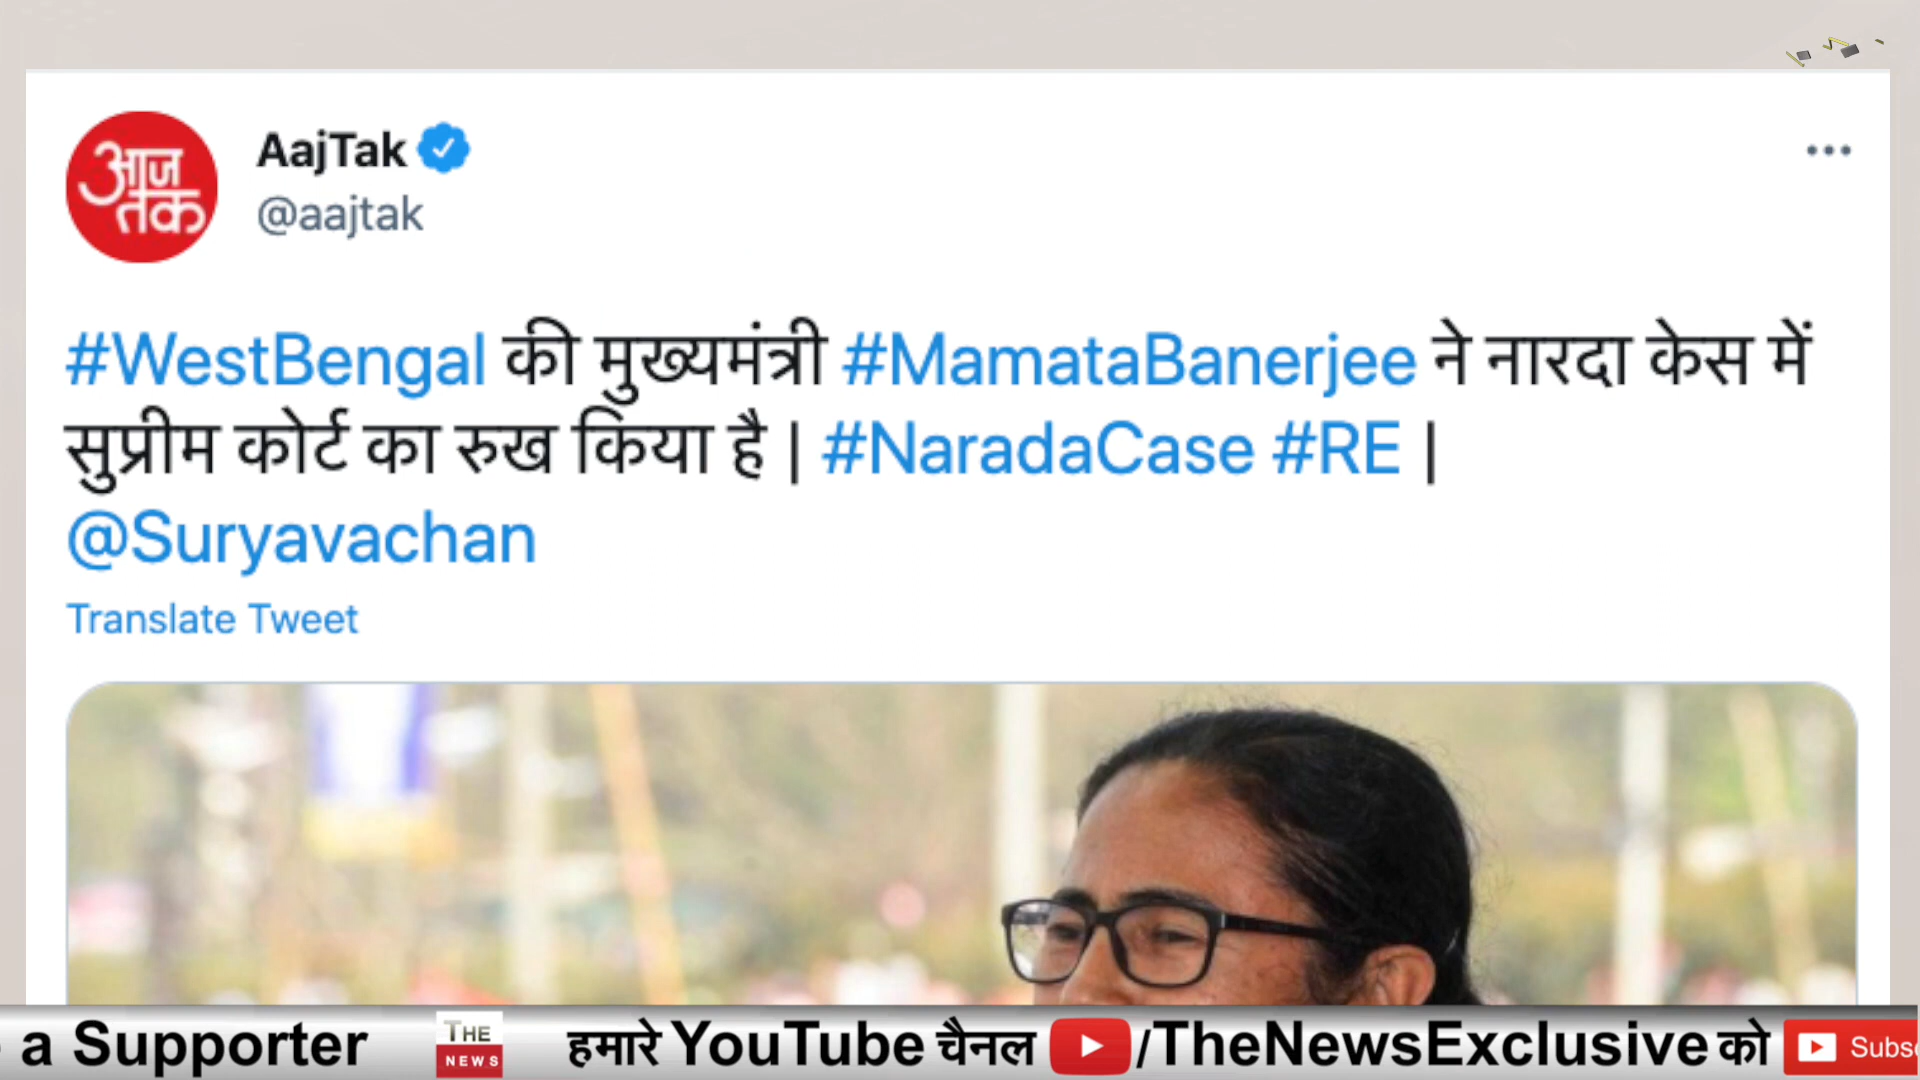 आज तक
AajTak
@aajtak
#WestBengal की मुख्यमंत्री #MamataBanerjee ने नारदा केस में
सुप्रीम कोर्ट का रुख किया है | #NaradaCase #RE |
@Suryavachan
Translate Tweet
a Supporter THE NEWS हमारे YouTube चैनल /TheNewsExclusive को Subs